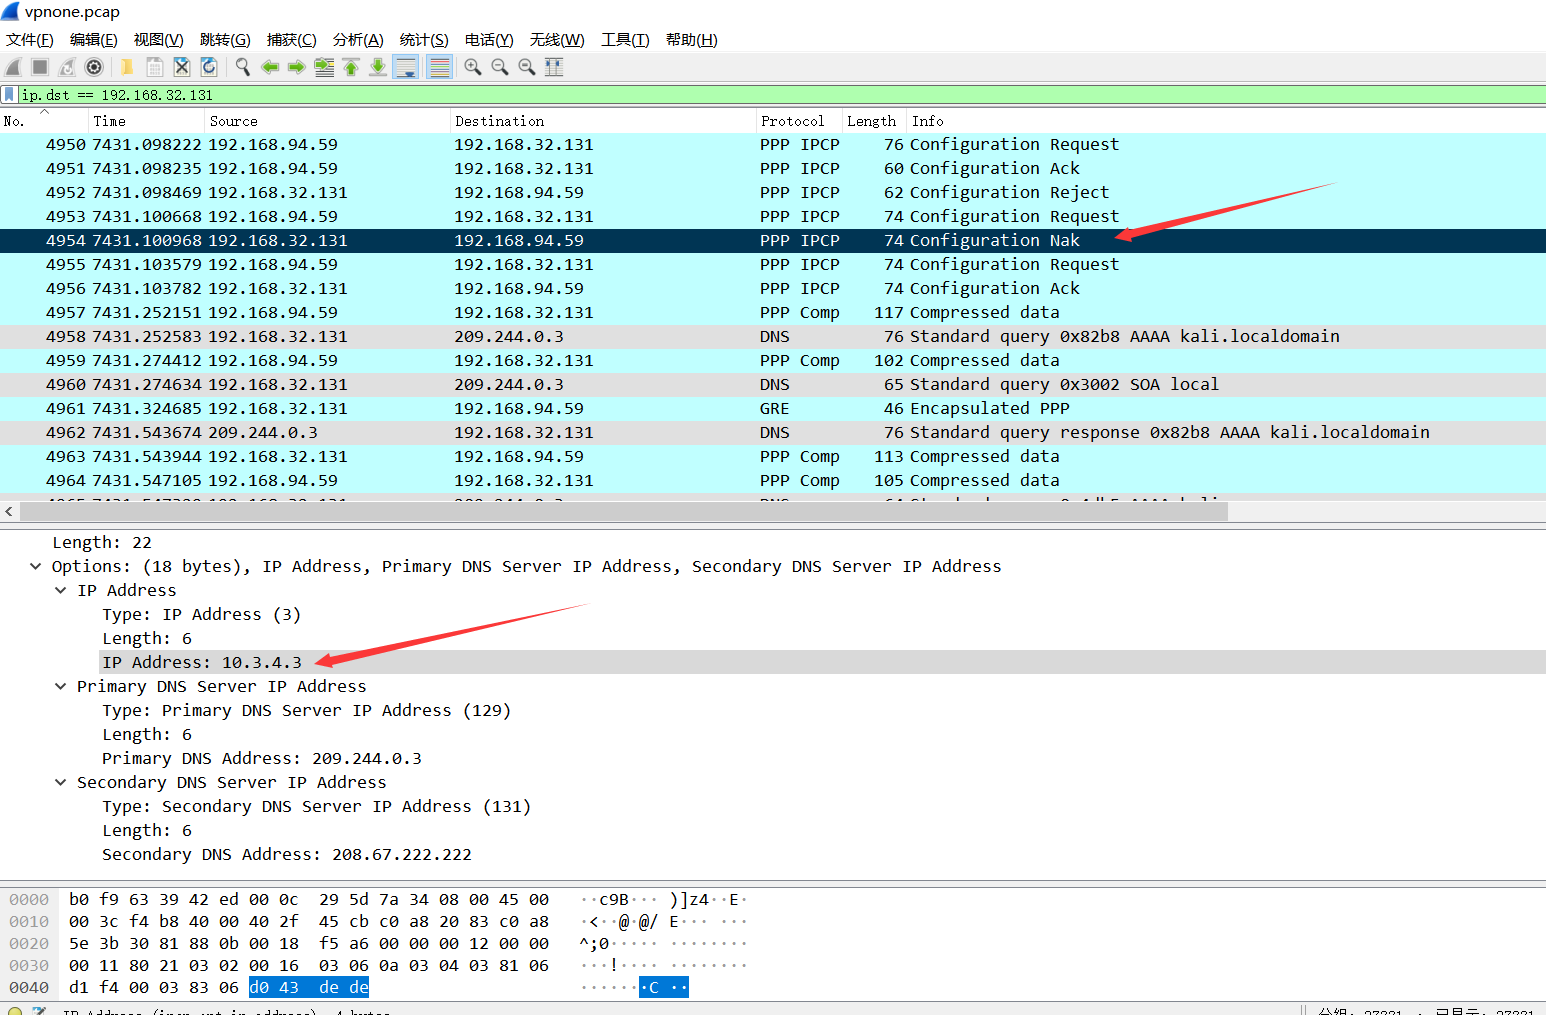 vpnone.pcap
文件(F) 编辑(E) 视图(V) 跳转(G) 捕获(C) 分析(A) 统计(S) 电话(Y) 无线(W) 工具(T) 帮助(H)
ip.dst == 192.168.32.131
No. Time Source Destination Protocol Length Info
4950 7431.098222 192.168.94.59 192.168.32.131 PPP IPCP 76 Configuration Request
4951 7431.098235 192.168.94.59 192.168.32.131 PPP IPCP 60 Configuration Ack
4952 7431.098469 192.168.32.131 192.168.94.59 PPP IPCP 62 Configuration Reject
4953 7431.100668 192.168.94.59 192.168.32.131 PPP IPCP 74 Configuration Request
4954 7431.100968 192.168.32.131 192.168.94.59 PPP IPCP 74 Configuration Nak
4955 7431.103579 192.168.94.59 192.168.32.131 PPP IPCP 74 Configuration Request
4956 7431.103782 192.168.32.131 192.168.94.59 PPP IPCP 74 Configuration Ack
4957 7431.252151 192.168.94.59 192.168.32.131 PPP Comp 117 Compressed data
4958 7431.252583 192.168.32.131 209.244.0.3 DNS 76 Standard query 0x82b8 AAAA kali.localdomain
4959 7431.274412 192.168.94.59 192.168.32.131 PPP Comp 102 Compressed data
4960 7431.274634 192.168.32.131 209.244.0.3 DNS 65 Standard query 0x3002 SOA local
4961 7431.324685 192.168.32.131 192.168.94.59 GRE 46 Encapsulated PPP
4962 7431.543674 209.244.0.3 192.168.32.131 DNS 76 Standard query response 0x82b8 AAAA kali.localdomain
4963 7431.543944 192.168.32.131 192.168.94.59 PPP Comp 113 Compressed data
4964 7431.547105 192.168.94.59 192.168.32.131 PPP Comp 105 Compressed data
Length: 22
Options: (18 bytes), IP Address, Primary DNS Server IP Address, Secondary DNS Server IP Address
IP Address
Type: IP Address (3)
Length: 6
IP Address: 10.3.4.3
Primary DNS Server IP Address
Type: Primary DNS Server IP Address (129)
Length: 6
Primary DNS Address: 209.244.0.3
Secondary DNS Server IP Address
Type: Secondary DNS Server IP Address (131)
Length: 6
Secondary DNS Address: 208.67.222.222
0000 b0 f9 63 39 42 ed 00 0c 29 5d 7a 34 08 00 45 00 ··c9B··· )]z4··E·
0010 00 3c f4 b8 40 00 40 2f 45 cb c0 a8 20 83 c0 a8 ·<··@·@/ E··· ···
0020 5e 3b 30 81 88 0b 00 18 f5 a6 00 00 00 12 00 00 ^;0····· ········
0030 00 11 80 21 03 02 00 16 03 06 0a 03 04 03 81 06 ···!···· ········
0040 d1 f4 00 03 83 06 d0 43 de de ·······C ··